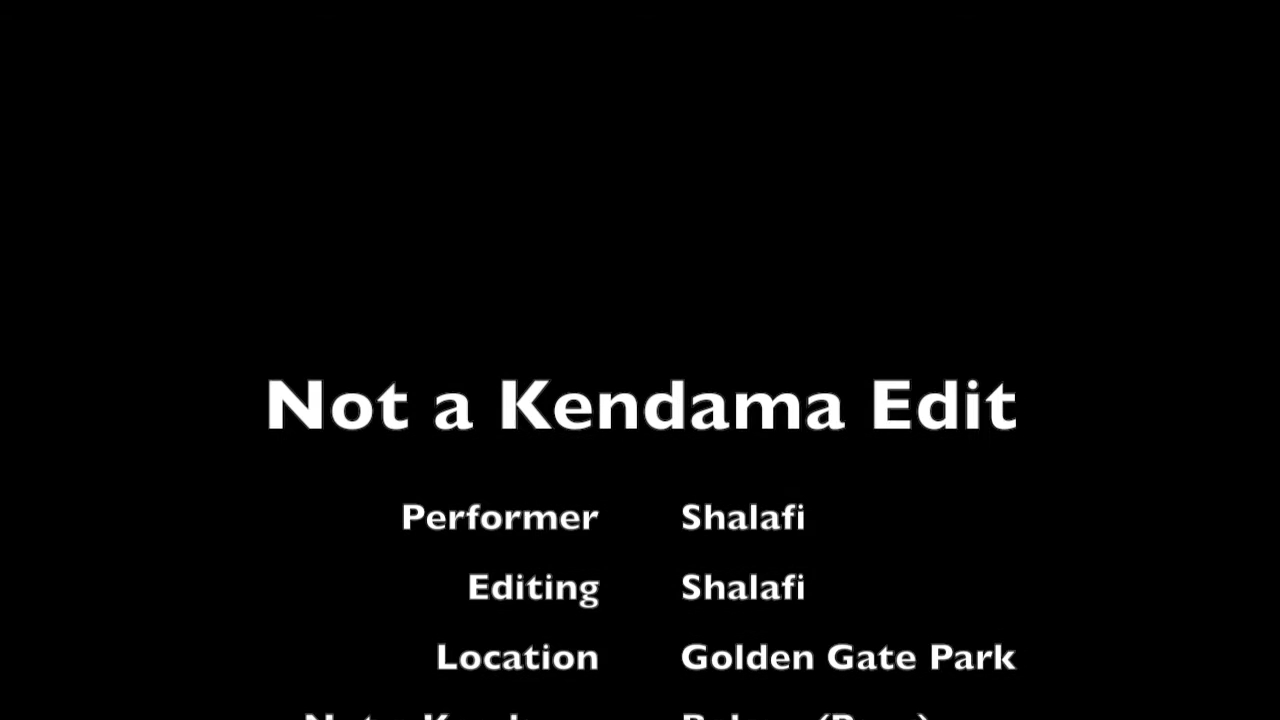 Not a Kendama Edit
Performer Shalafi
Editing Shalafi
Location Golden Gate Park